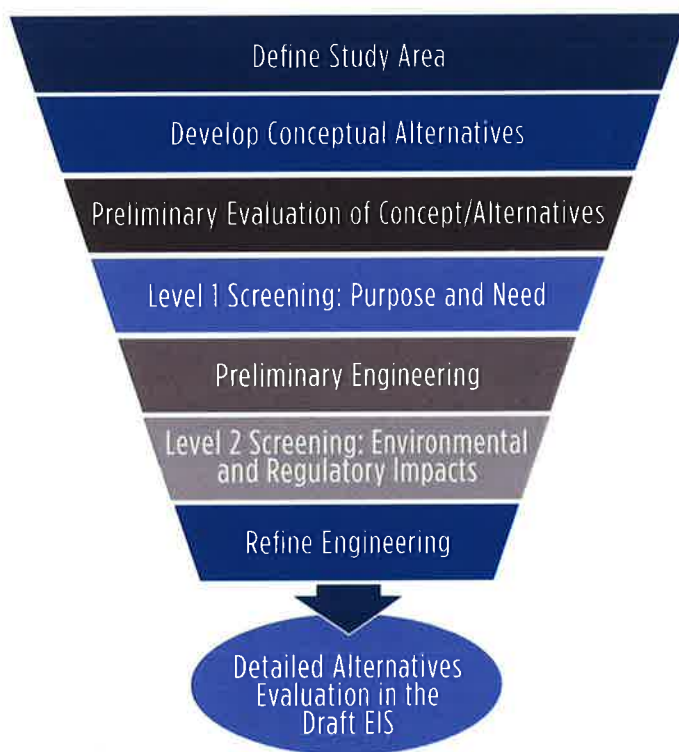 Define Study Area
Develop Conceptual Alternatives
Preliminary Evaluation of Concept/Alternatives
Level 1 Screening: Purpose and Need
Preliminary Engineering
Level 2 Screening: Environmental
and Regulatory Impacts
Refine Engineering
Detailed Alternatives
Evaluation in the
Draft EIS